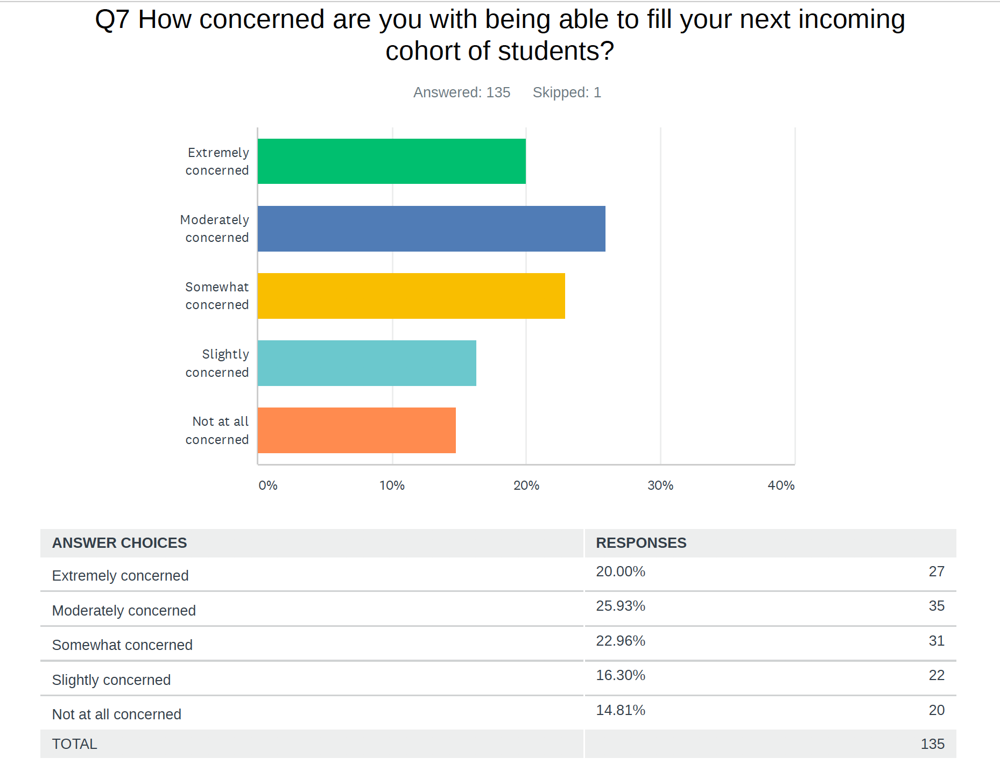 Q7 How concerned are you with being able to fill your next incoming
cohort of students?
Answered: 135 Skipped: 1
Extremely
concerned
Moderately
concerned
Somewhat
concerned
Slightly
concerned
Not at all
concerned
0% 10% 20% 30% 40%
ANSWER CHOICES RESPONSES
Extremely concerned 20.00% 27
Moderately concerned 25.93% 35
Somewhat concerned 22.96% 31
Slightly concerned 16.30% 22
Not at all concerned 14.81% 20
TOTAL 135